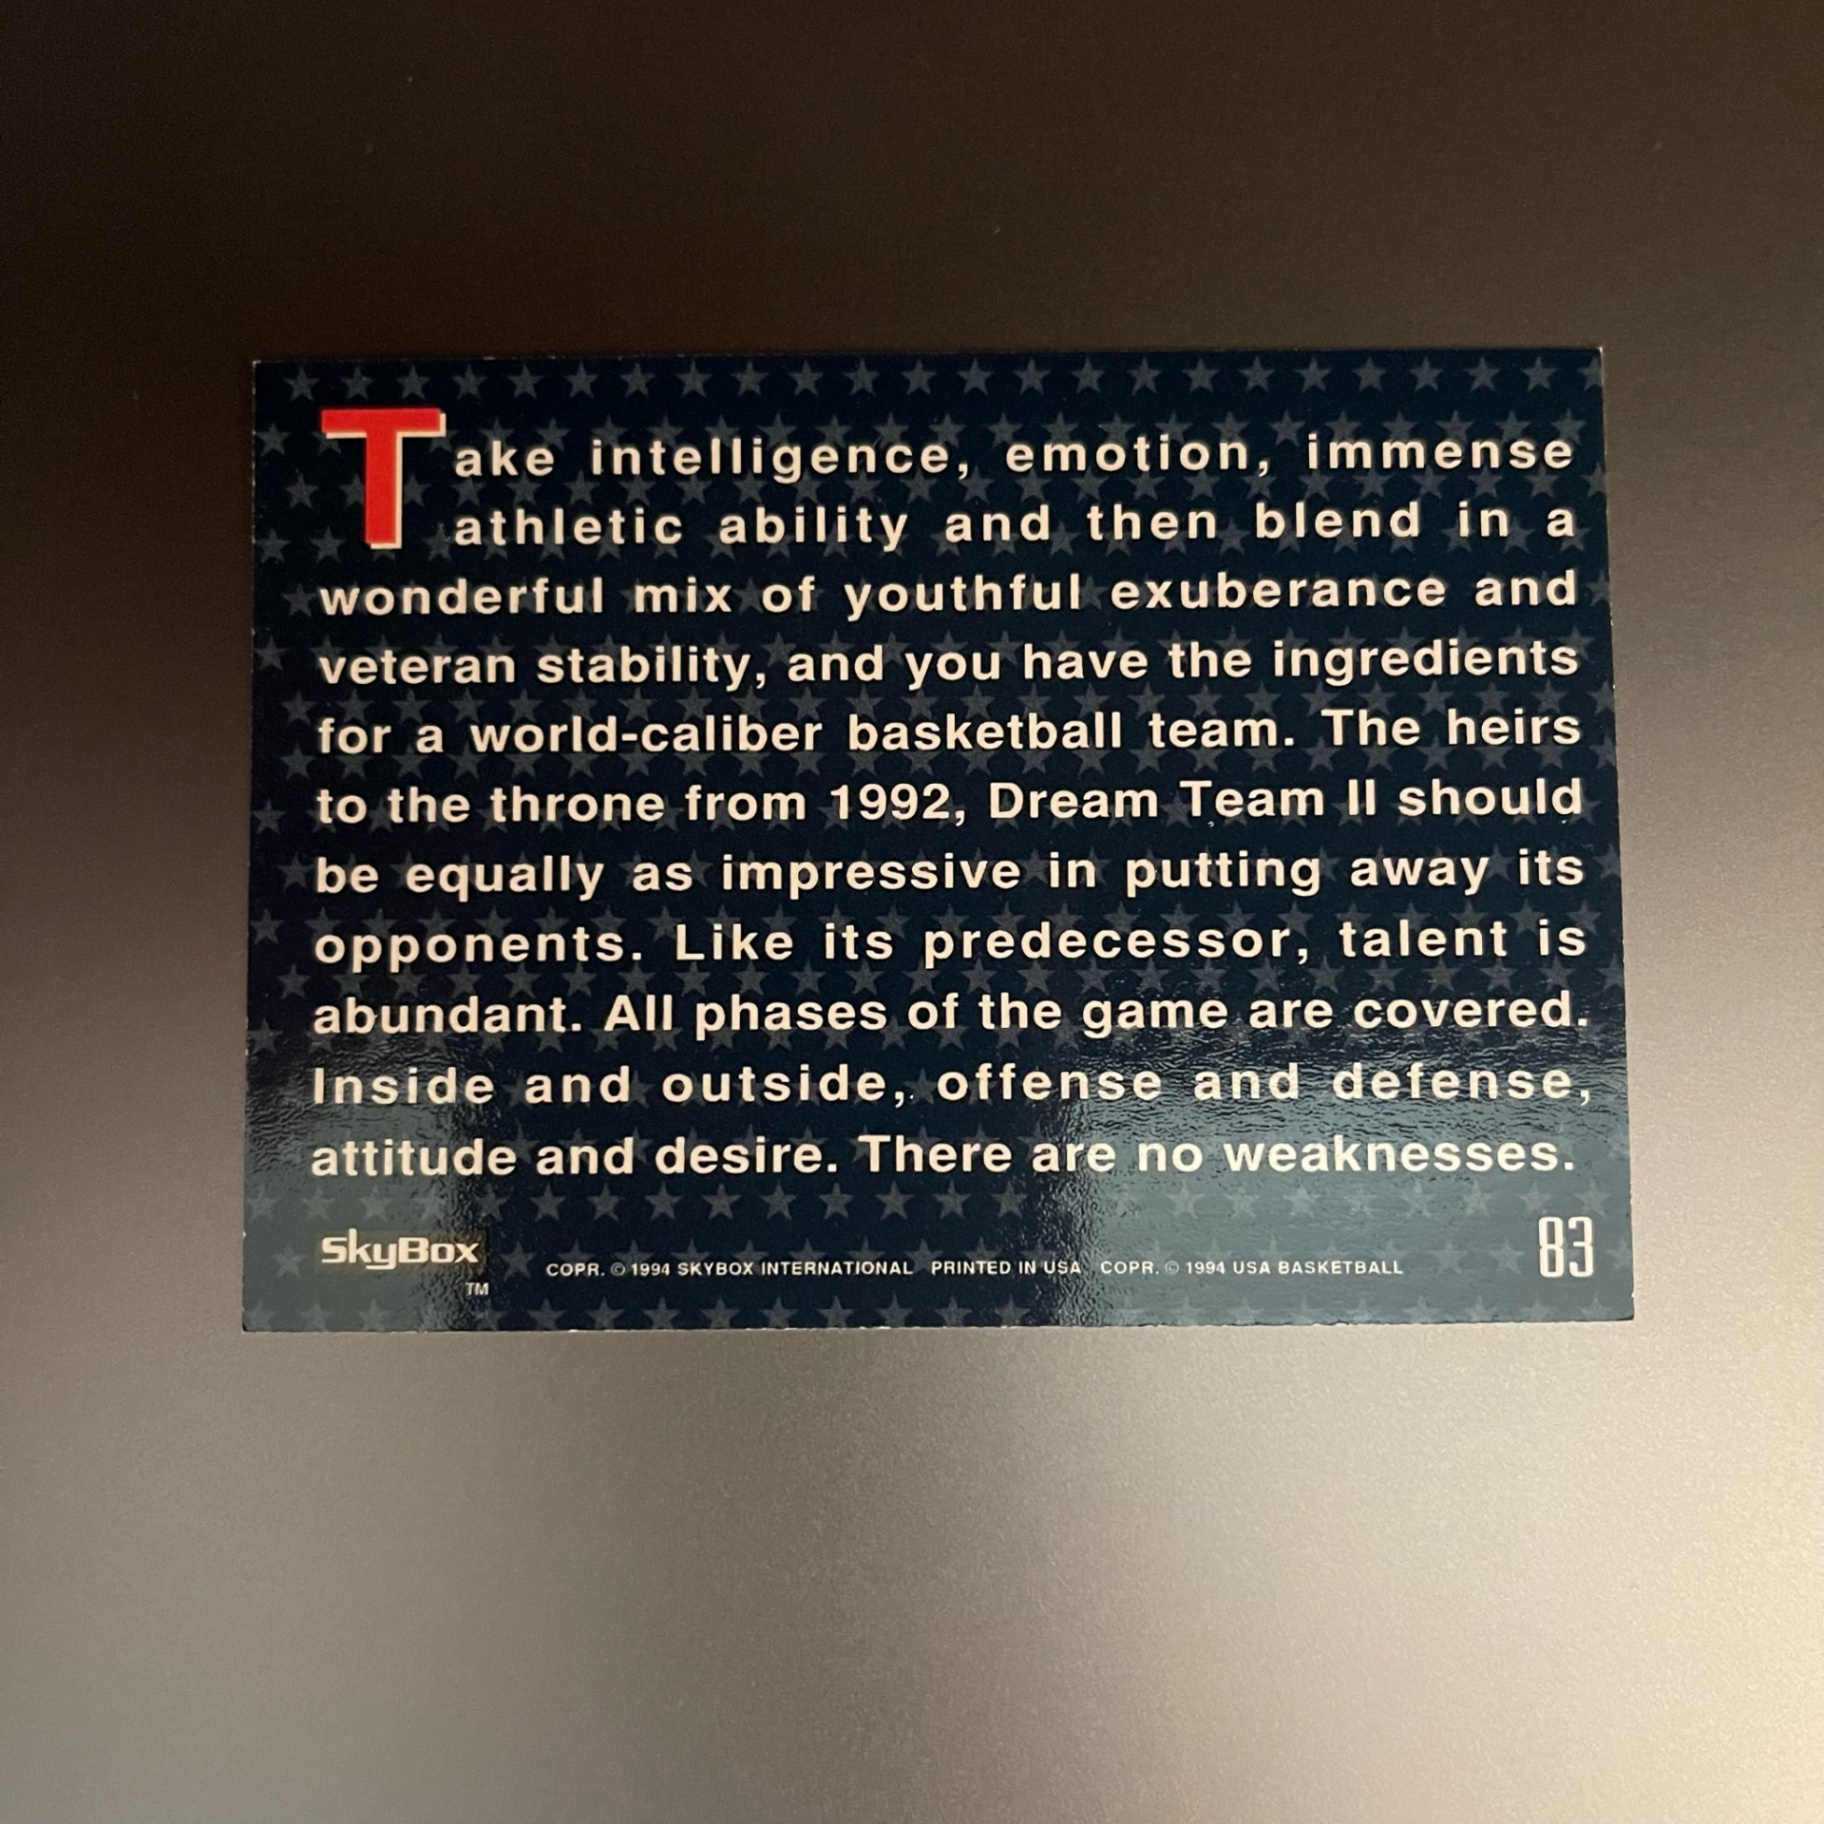 Take intelligence, emotion, immense
athletic ability and then blend in a
wonderful mix of youthful exuberance and
veteran stability, and you have the ingredients
for a world-caliber basketball team. The heirs
to the throne from 1992, Dream Team II should
be equally as impressive in putting away its
opponents. Like its predecessor, talent is
abundant. All phases of the game are covered.
Inside and outside, offense and defense,
attitude and desire. There are no weaknesses.
SkyBox TM
COPR. © 1994 SKYBOX INTERNATIONAL PRINTED IN USA COPR. © 1994 USA BASKETBALL
83